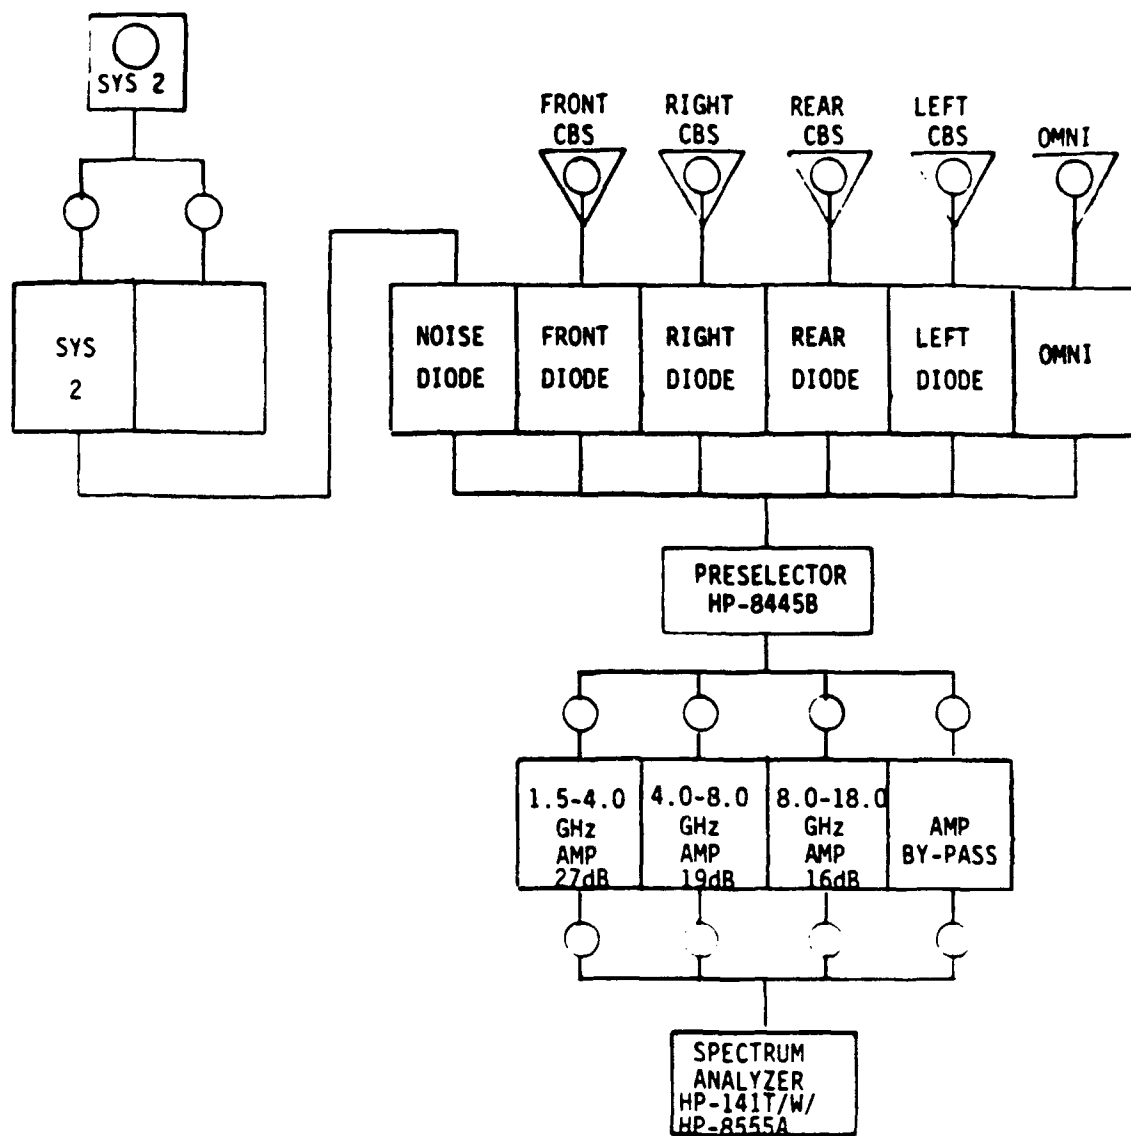 SYS 2
FRONT
CBS
RIGHT
CBS
REAR
CBS
LEFT
CBS
OMNI
SYS
2
NOISE
DIODE
FRONT
DIODE
RIGHT
DIODE
REAR
DIODE
LEFT
DIODE
OMNI
PRESELECTOR
HP-8445B
1.5-4.0
GHz
AMP
27dB
4.0-8.0
GHz
AMP
19dB
8.0-18.0
GHz
AMP
16dB
AMP
BY-PASS
SPECTRUM
ANALYZER
HP-141T/W/
HP-8555A